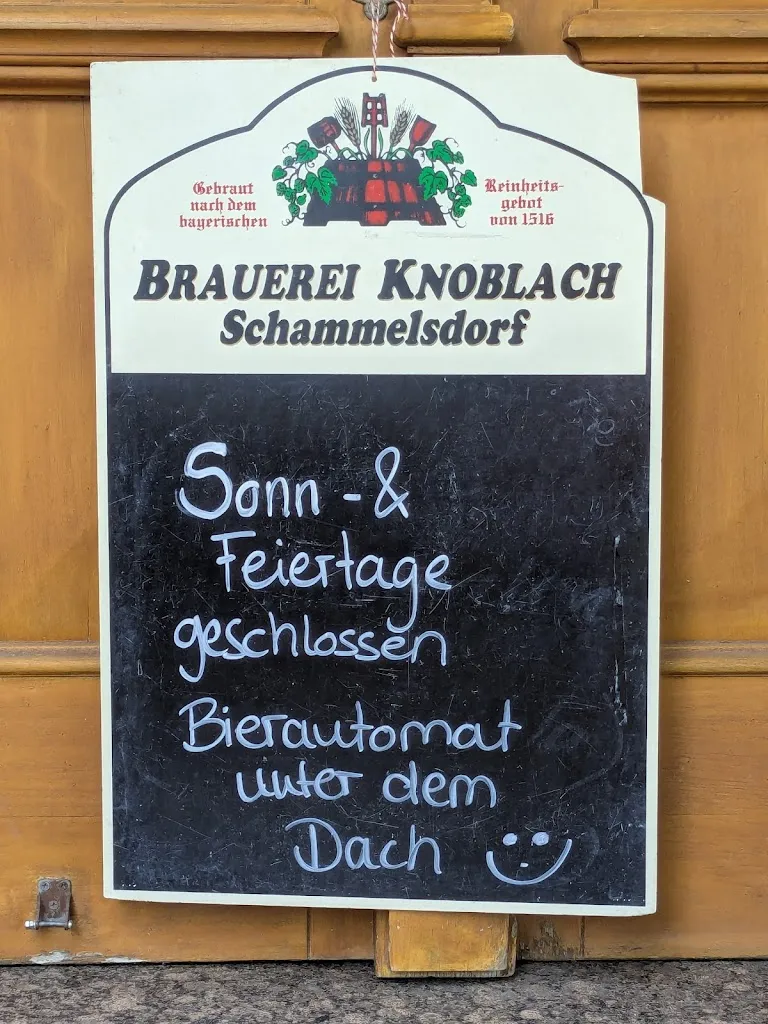 Gebraut
nach dem
bayerischen
Reinheits-
gebot
von 1516
BRAUEREI KNOBLACH
Schammelsdorf
Sonn-&
Feiertage
geschlossen
Bierautomat
unter dem
Dach